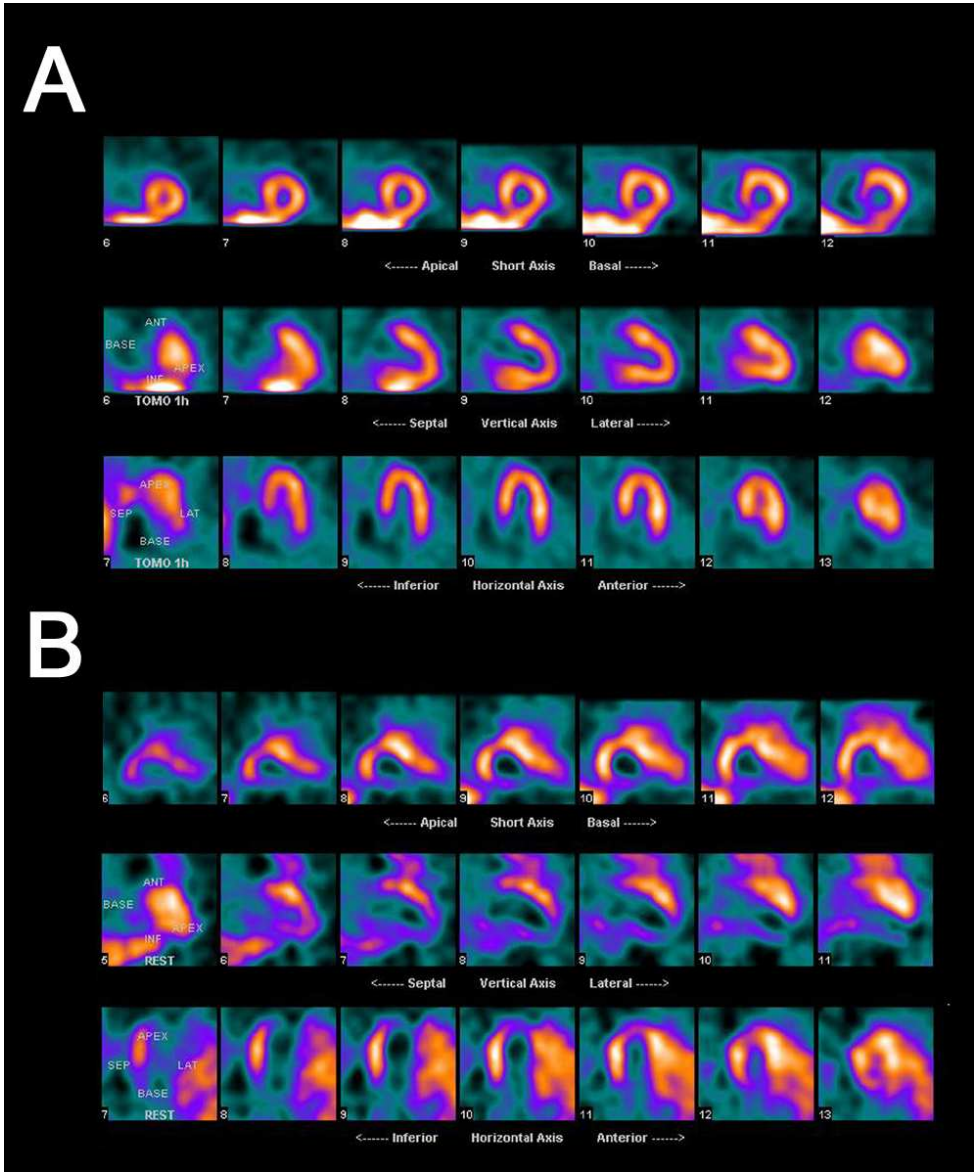 A
6 7 8 9 10 11 12
<------ Apical Short Axis Basal ------>
ANT
BASE
APEX
INF
6 7 8 9 10 11 12
TOMO 1h
<------ Septal Vertical Axis Lateral ------>
APEX
SEP LAT
BASE
7 8 9 10 11 12 13
TOMO 1h
<------ Inferior Horizontal Axis Anterior ------>
B
6 7 8 9 10 11 12
<------ Apical Short Axis Basal ------>
ANT
BASE
APEX
INF
5 6 7 8 9 10 11
REST
<------ Septal Vertical Axis Lateral ------>
APEX
SEP LAT
BASE
7 8 9 10 11 12 13
REST
<------ Inferior Horizontal Axis Anterior ------>